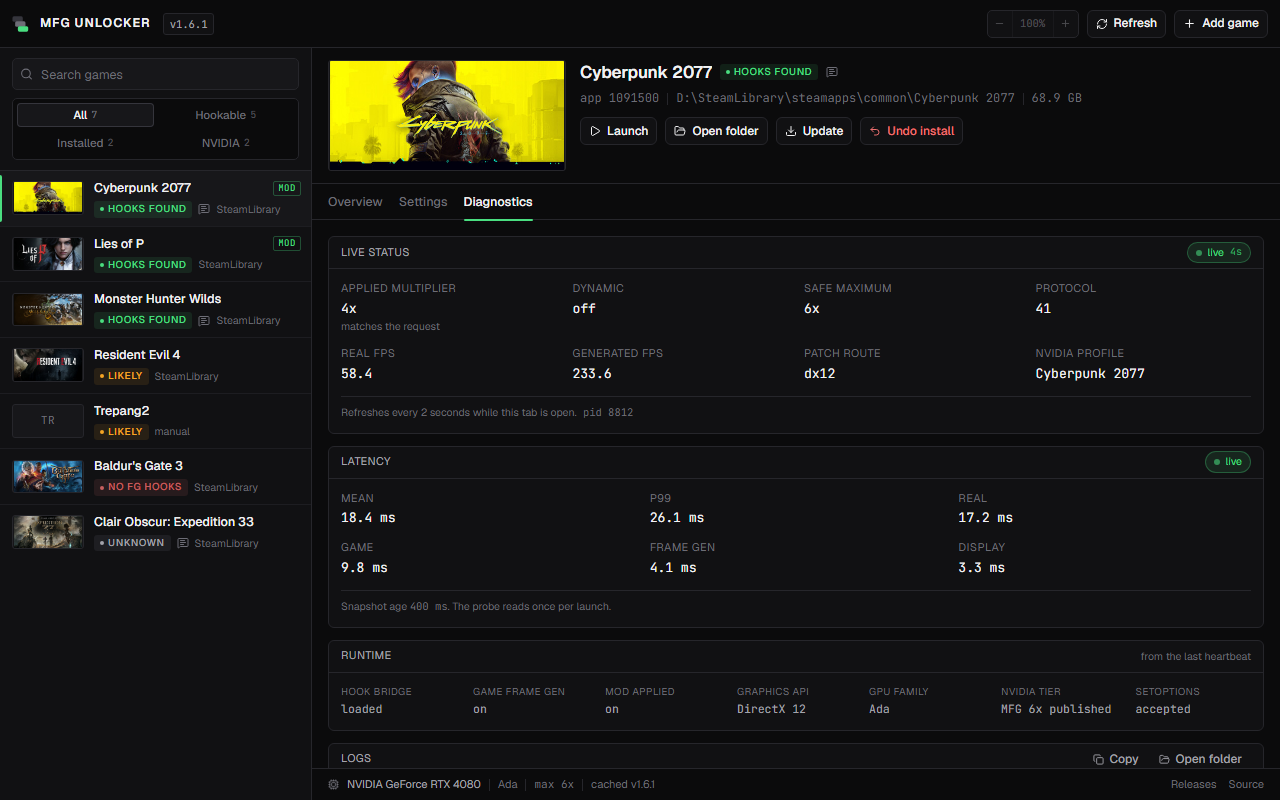 MFG UNLOCKER v1.6.1
− 100% + Refresh + Add game
Search games
All 7 Hookable 5
Installed 2 NVIDIA 2
Cyberpunk 2077 MOD
HOOKS FOUND SteamLibrary
LIES OF P
Lies of P MOD
HOOKS FOUND SteamLibrary
Monster Hunter Wilds
HOOKS FOUND SteamLibrary
RESIDENT EVIL 4
Resident Evil 4
LIKELY SteamLibrary
TR
Trepang2
LIKELY manual
Baldur's Gate 3
NO FG HOOKS SteamLibrary
Clair Obscur: Expedition 33
UNKNOWN SteamLibrary
CYBERPUNK
Cyberpunk 2077 HOOKS FOUND
app 1091500 | D:\SteamLibrary\steamapps\common\Cyberpunk 2077 | 68.9 GB
Launch Open folder Update Undo install
Overview Settings Diagnostics
LIVE STATUS live 4s
APPLIED MULTIPLIER DYNAMIC SAFE MAXIMUM PROTOCOL
4x off 6x 41
matches the request
REAL FPS GENERATED FPS PATCH ROUTE NVIDIA PROFILE
58.4 233.6 dx12 Cyberpunk 2077
Refreshes every 2 seconds while this tab is open. pid 8812
LATENCY live
MEAN P99 REAL
18.4 ms 26.1 ms 17.2 ms
GAME FRAME GEN DISPLAY
9.8 ms 4.1 ms 3.3 ms
Snapshot age 400 ms. The probe reads once per launch.
RUNTIME from the last heartbeat
HOOK BRIDGE GAME FRAME GEN MOD APPLIED GRAPHICS API GPU FAMILY NVIDIA TIER SETOPTIONS
loaded on on DirectX 12 Ada MFG 6x published accepted
LOGS Copy Open folder
NVIDIA GeForce RTX 4080 | Ada | max 6x | cached v1.6.1 Releases Source